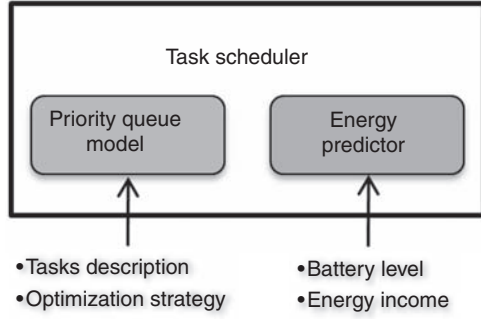 Task scheduler
Priority queue
model
Energy
predictor
•Tasks description
•Optimization strategy
•Battery level
•Energy income